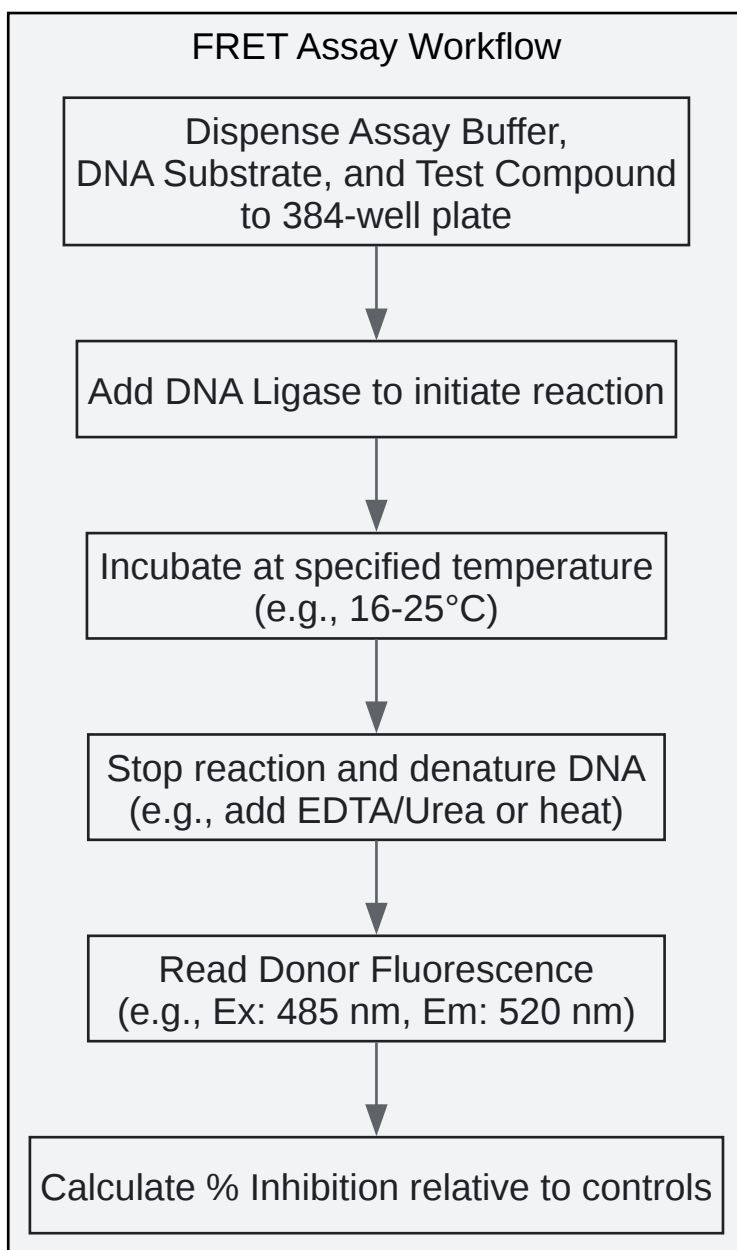 FRET Assay Workflow
Dispense Assay Buffer,
DNA Substrate, and Test Compound
to 384-well plate
Add DNA Ligase to initiate reaction
Incubate at specified temperature
(e.g., 16-25°C)
Stop reaction and denature DNA
(e.g., add EDTA/Urea or heat)
Read Donor Fluorescence
(e.g., Ex: 485 nm, Em: 520 nm)
Calculate % Inhibition relative to controls